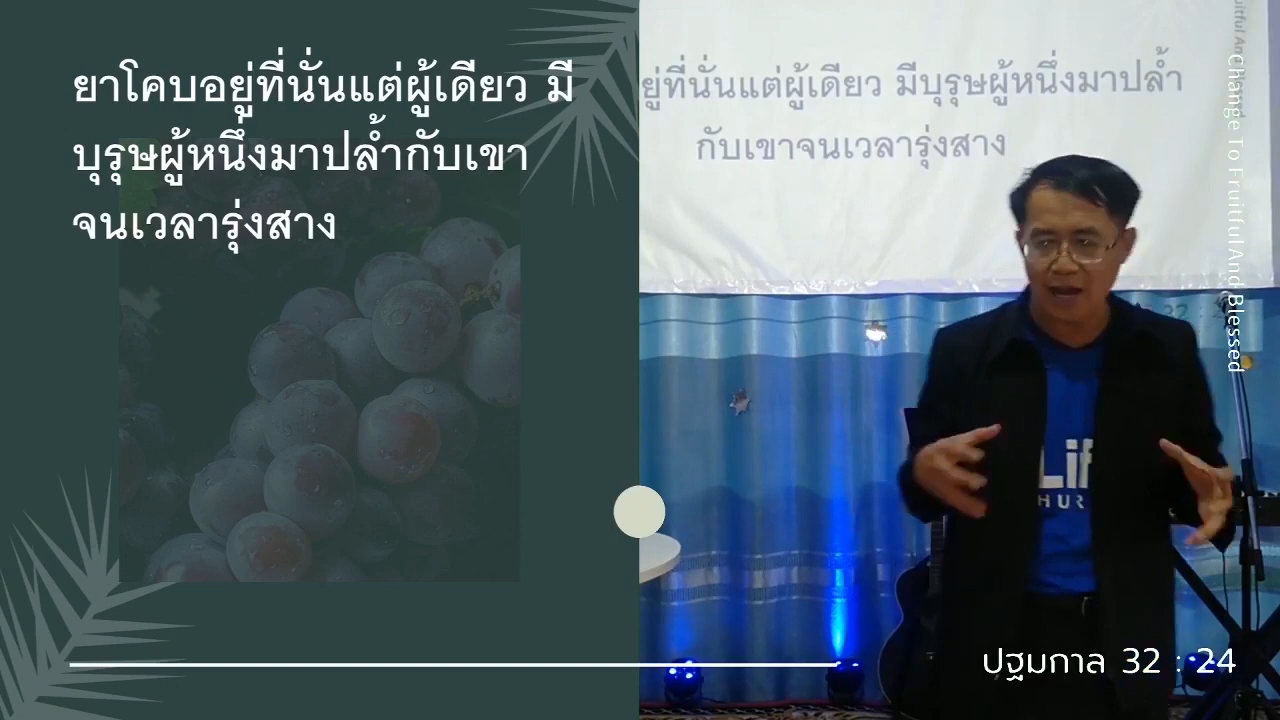 ยาโคบอยู่ที่นั่นแต่ผู้เดียว มี
บุรุษผู้หนึ่งมาปล้ำกับเขา
จนเวลารุ่งสาง
ยู่ที่นั่นแต่ผู้เดียว มีบุรุษผู้หนึ่งมาปล้ำ
กับเขาจนเวลารุ่งสาง
Change To Fruitful And Blessed
Lif
HUR
ปฐมกาล 32 : 24